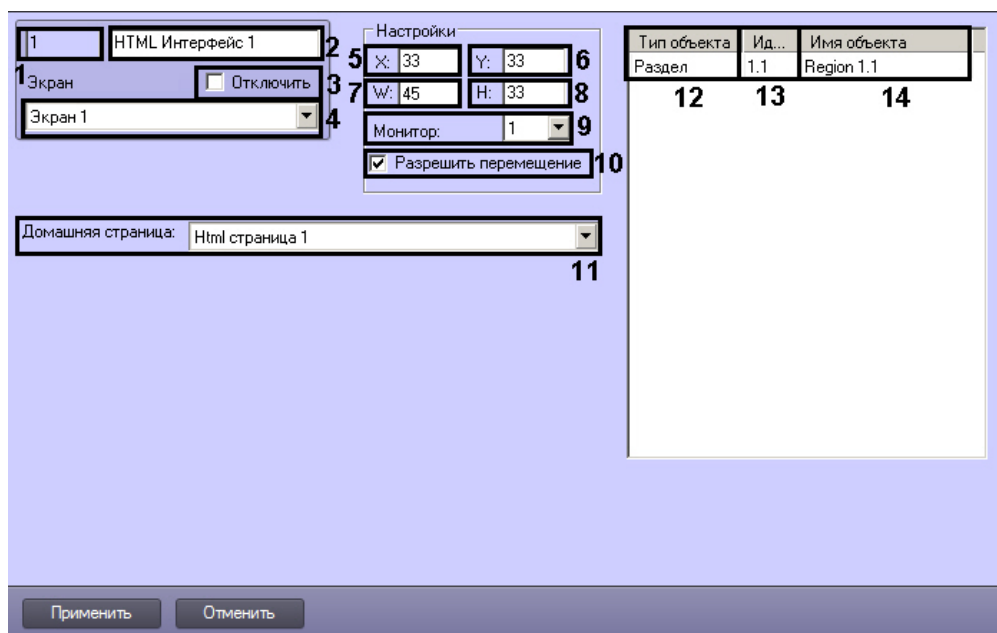 1 HTML Интерфейс 1 2
1
Экран Отключить 3
Экран 1 4
Настройки
5 X: 33 Y: 33 6
7 W: 45 H: 33 8
Монитор: 1 9
Разрешить перемещение 10
Домашняя страница: Html страница 1
11
Тип объекта Ид... Имя объекта
Раздел 1.1 Region 1.1
12 13 14
Применить Отменить